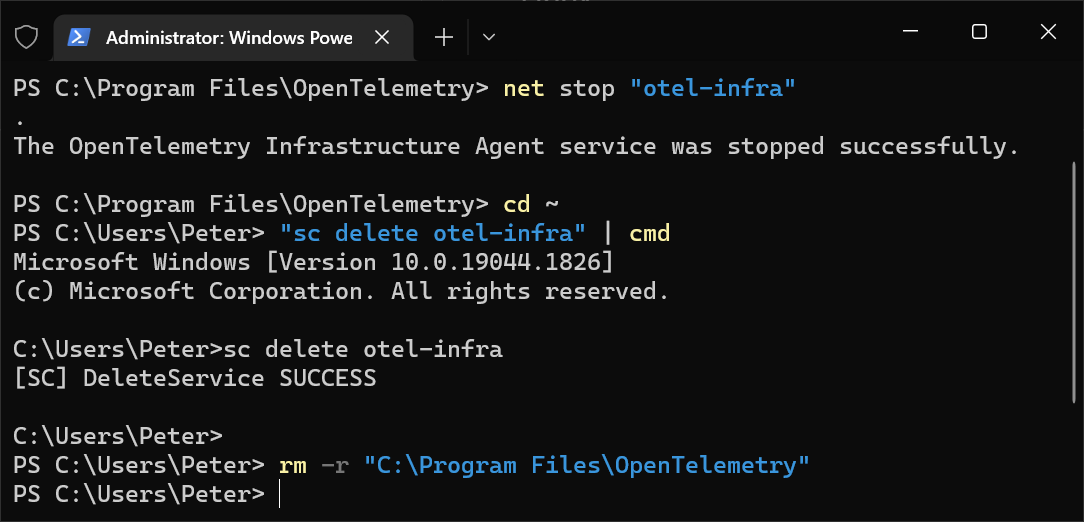 Administrator: Windows Powe
PS C:\Program Files\OpenTelemetry> net stop "otel-infra"
.
The OpenTelemetry Infrastructure Agent service was stopped successfully.
PS C:\Program Files\OpenTelemetry> cd ~
PS C:\Users\Peter> "sc delete otel-infra" | cmd
Microsoft Windows [Version 10.0.19044.1826]
(c) Microsoft Corporation. All rights reserved.
C:\Users\Peter>sc delete otel-infra
[SC] DeleteService SUCCESS
C:\Users\Peter>
PS C:\Users\Peter> rm -r "C:\Program Files\OpenTelemetry"
PS C:\Users\Peter>